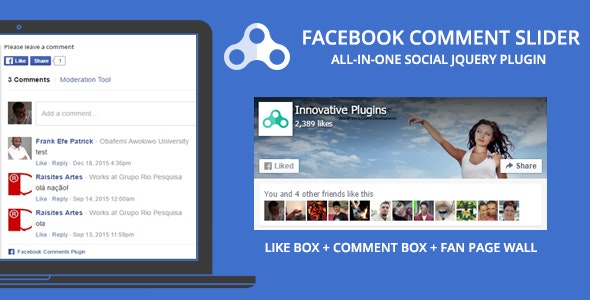 Please leave a comment
Like Share 1
3 Comments Moderation Tool
Add a comment...
Frank Efe Patrick · Obafemi Awolowo University
test
Like · Reply · Dec 18, 2015 4:36pm
Raisites Artes · Works at Grupo Rio Pesquisa
olá nação!
Like · Reply · Sep 14, 2015 12:00am
Raisites Artes · Works at Grupo Rio Pesquisa
ola
Like · Reply · Sep 13, 2015 11:59pm
Facebook Comments Plugin
FACEBOOK COMMENT SLIDER
ALL-IN-ONE SOCIAL JQUERY PLUGIN
Innovative Plugins
2,389 likes
Liked
Share
You and 4 other friends like this
LIKE BOX + COMMENT BOX + FAN PAGE WALL